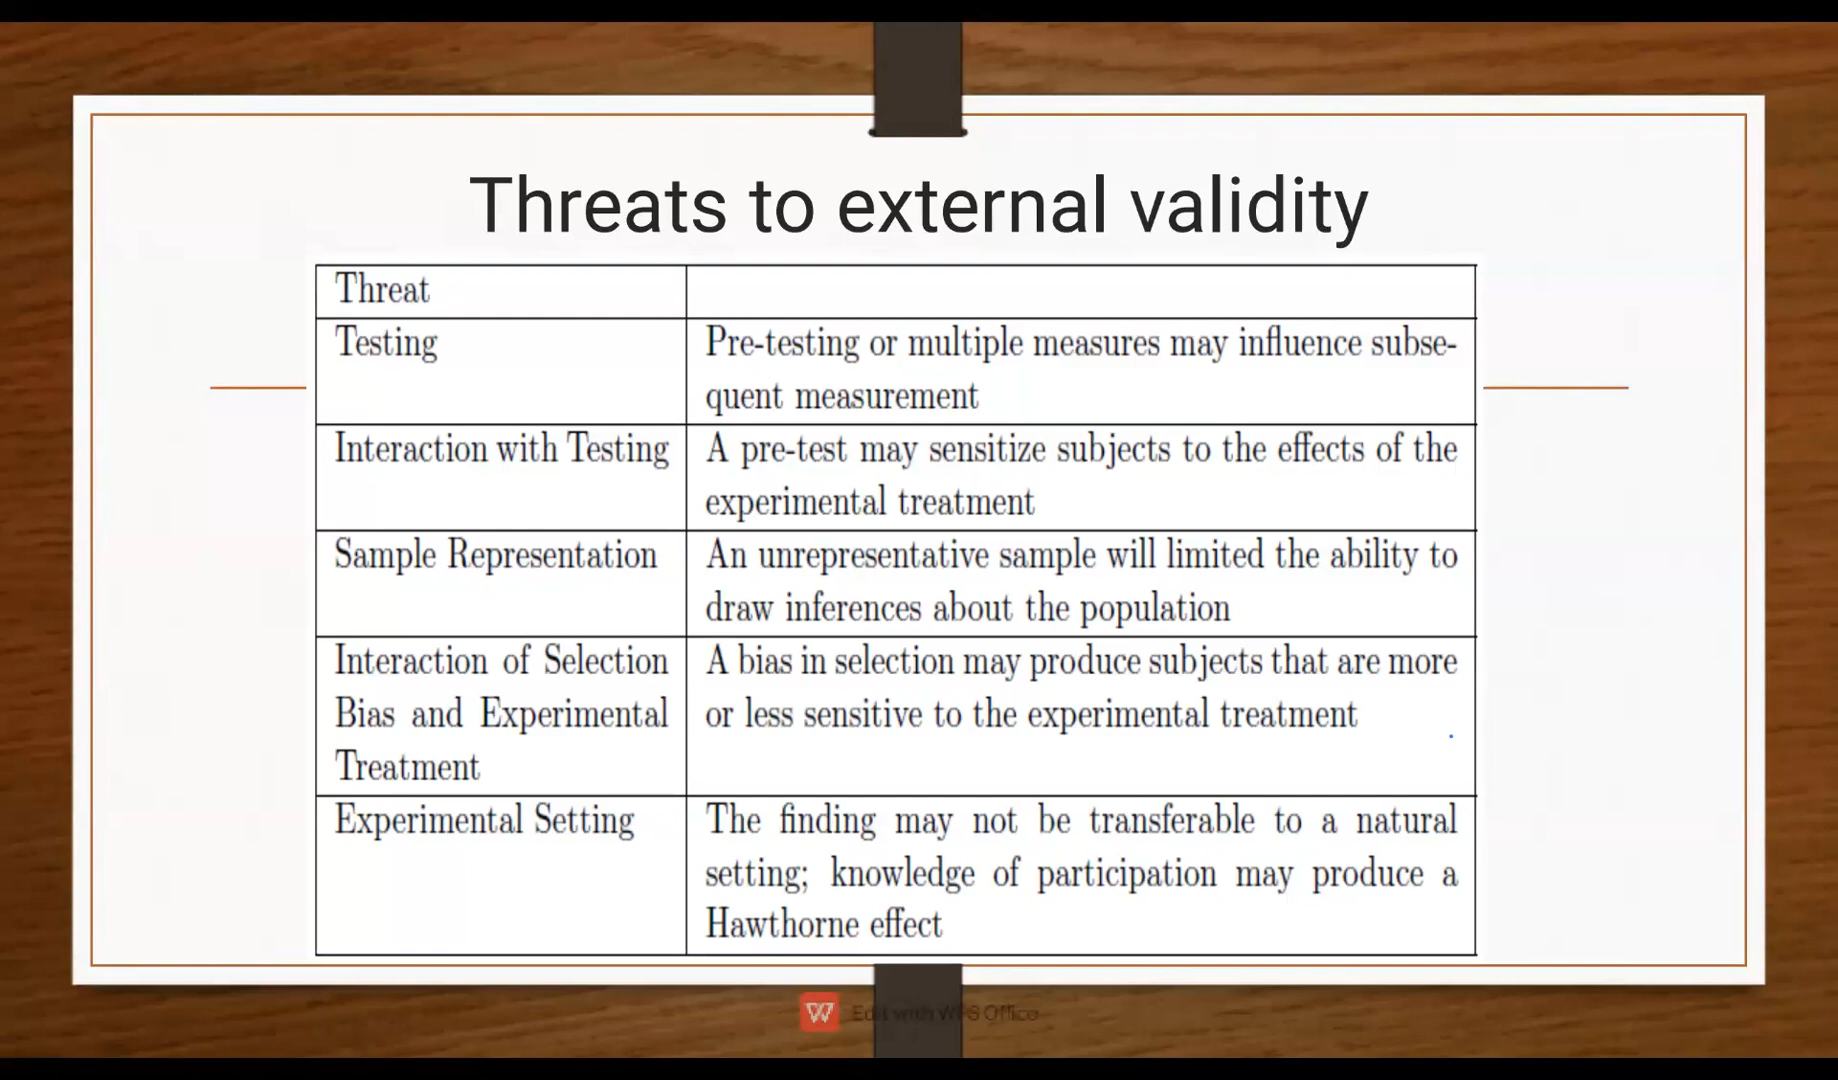 Threats to external validity
Threat
Testing
Pre-testing or multiple measures may influence subse-
quent measurement
Interaction with Testing
A pre-test may sensitize subjects to the effects of the
experimental treatment
Sample Representation
An unrepresentative sample will limited the ability to
draw inferences about the population
Interaction of Selection
Bias and Experimental
Treatment
A bias in selection may produce subjects that are more
or less sensitive to the experimental treatment
Experimental Setting
The finding may not be transferable to a natural
setting; knowledge of participation may produce a
Hawthorne effect
Edit with WPS Office